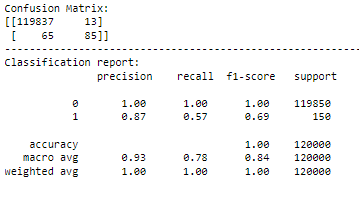 Confusion Matrix:
[[119837 13]
[ 65 85]]
----------------------------------------------------
Classification report:
precision recall f1-score support
0 1.00 1.00 1.00 119850
1 0.87 0.57 0.69 150
accuracy 1.00 120000
macro avg 0.93 0.78 0.84 120000
weighted avg 1.00 1.00 1.00 120000